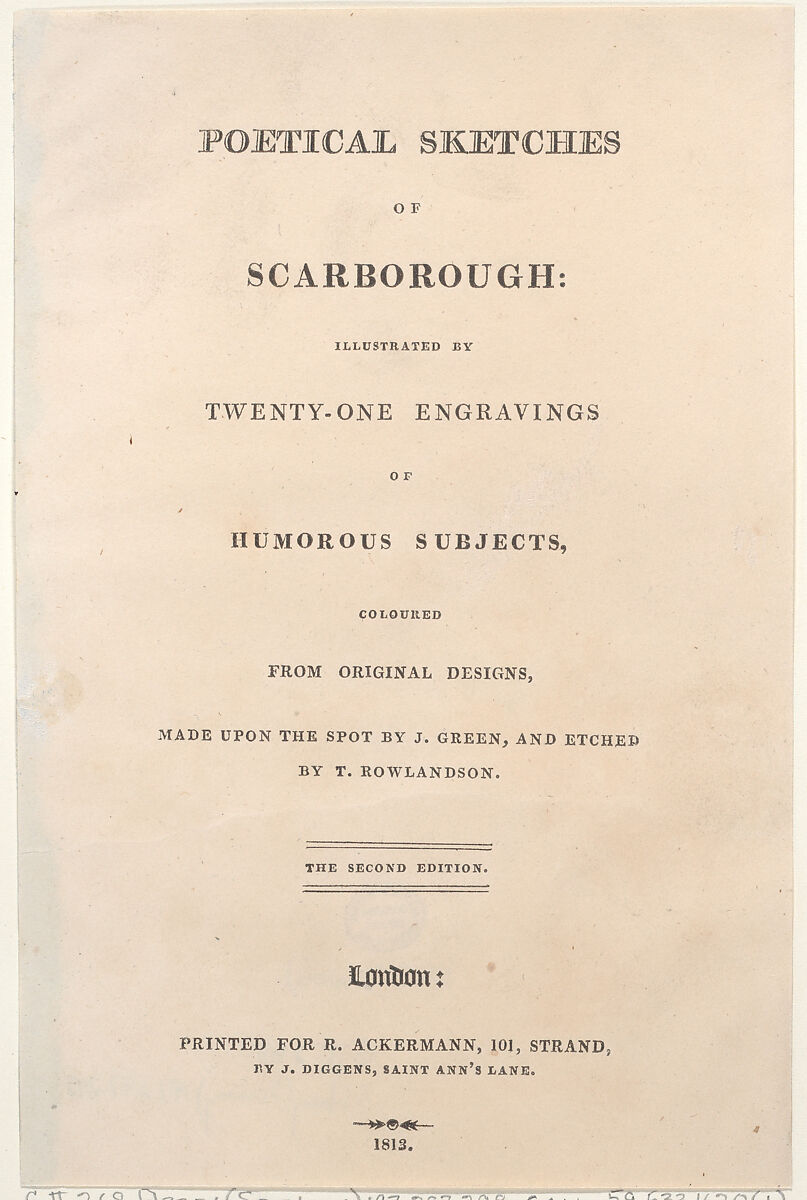 POETICAL SKETCHES
OF
SCARBOROUGH:
ILLUSTRATED BY
TWENTY-ONE ENGRAVINGS
OF
HUMOROUS SUBJECTS,
COLOURED
FROM ORIGINAL DESIGNS,
MADE UPON THE SPOT BY J. GREEN, AND ETCHED
BY T. ROWLANDSON.
THE SECOND EDITION.
London:
PRINTED FOR R. ACKERMANN, 101, STRAND,
BY J. DIGGENS, SAINT ANN'S LANE.
1813.